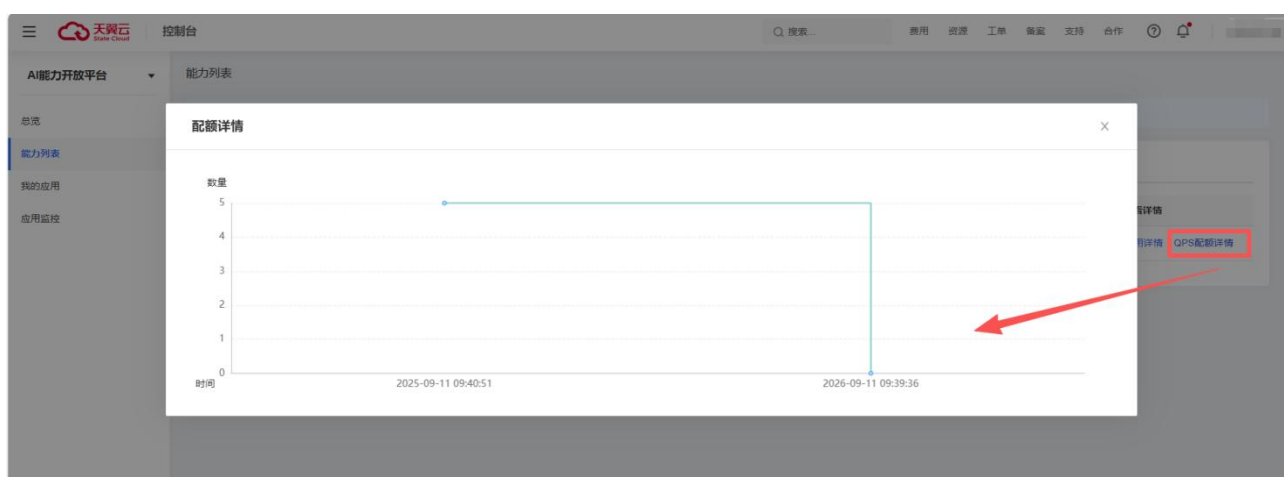 天翼云
State Cloud
控制台
搜索...
费用
资源
工单
备案
支持
合作
AI能力开放平台
能力列表
总览
能力列表
我的应用
应用监控
配额详情
数量
5
4
3
2
1
0
时间
2025-09-11 09:40:51
2026-09-11 09:39:36
详情
详情 QPS配额详情